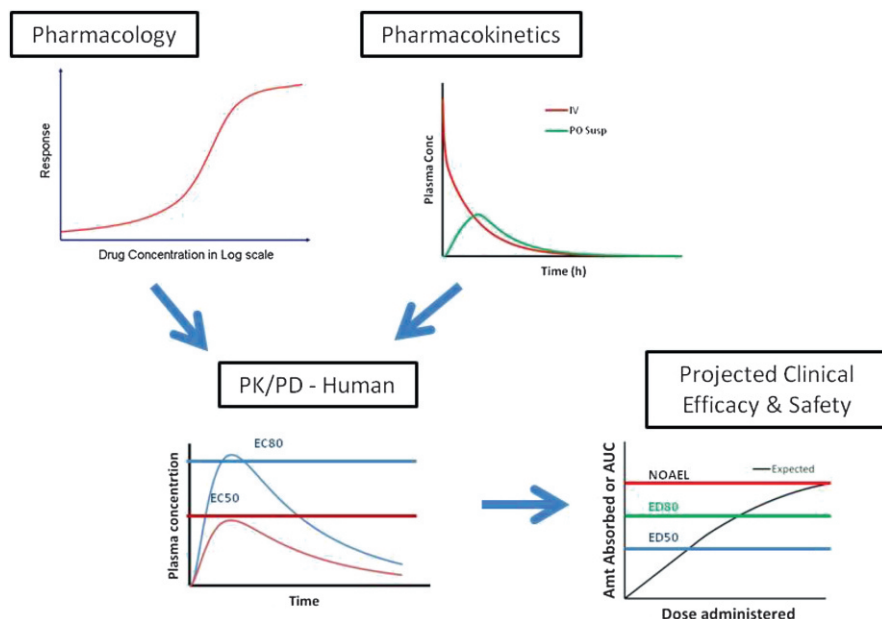 Pharmacology
Pharmacokinetics
Response
Drug Concentration in Log scale
Plasma Conc
IV
PO Susp
Time (h)
PK/PD - Human
Plasma concentrtion
EC80
EC50
Time
Projected Clinical
Efficacy & Safety
Amt Absorbed or AUC
NOAEL
Expected
ED80
ED50
Dose administered